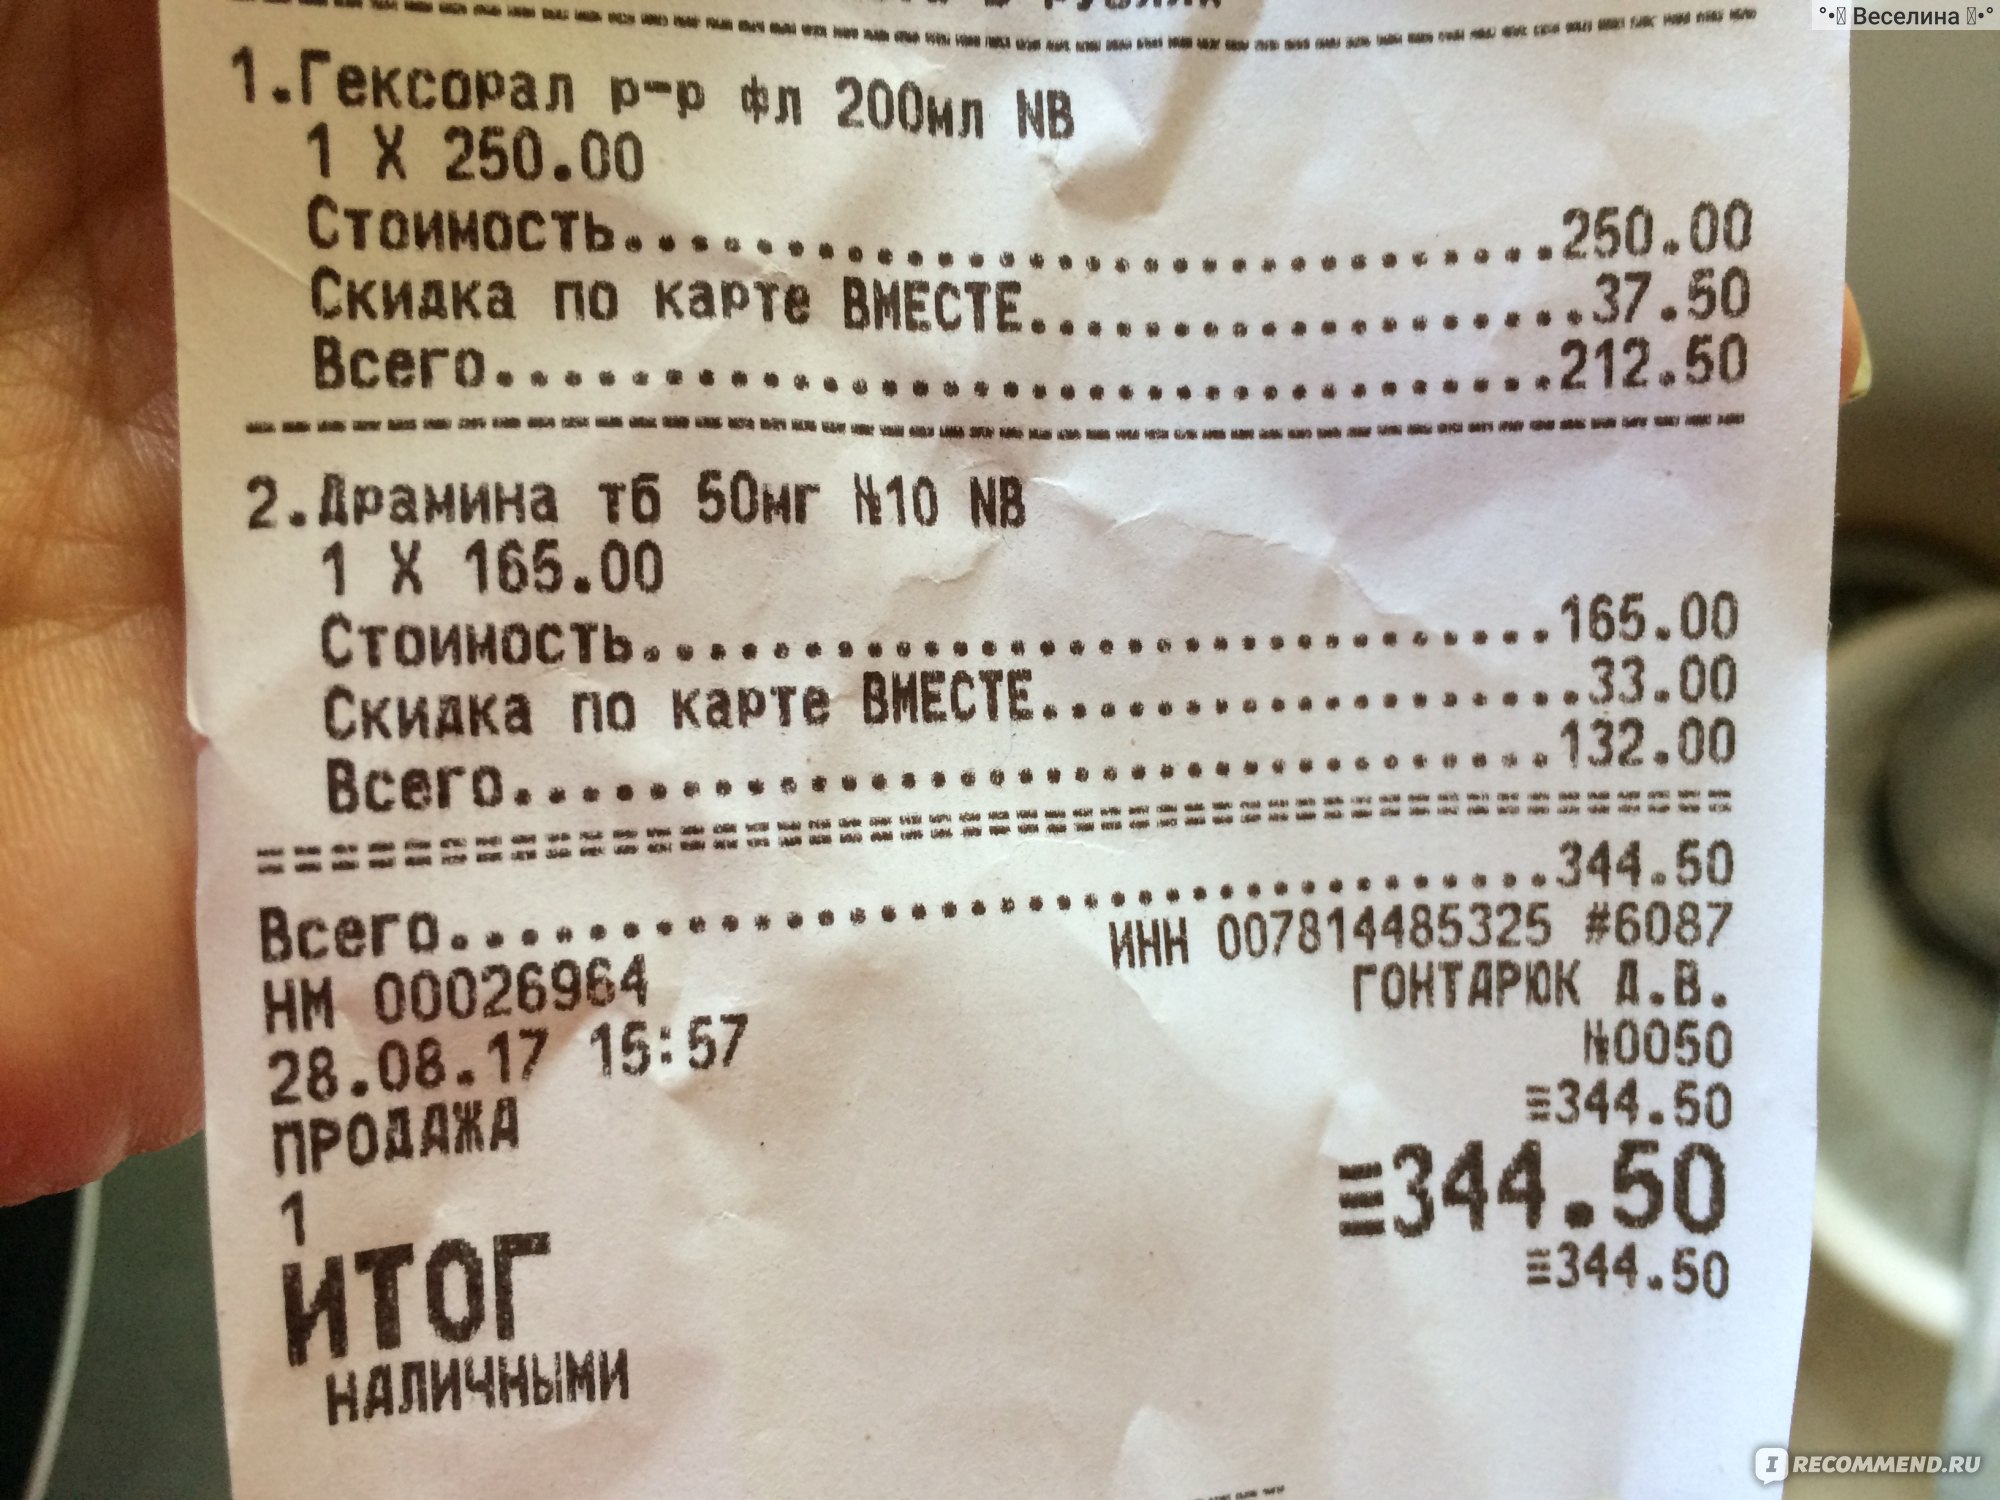 °• Веселина •°
1.Гексорал р-р фл 200мл NB
1 X 250.00
Стоимость............................250.00
Скидка по карте ВМЕСТЕ.................37.50
Всего................................212.50
2.Драмина тб 50мг №10 NB
1 X 165.00
Стоимость............................165.00
Скидка по карте ВМЕСТЕ.................33.00
Всего................................132.00
Всего..................................344.50
НМ 00026964 ИНН 007814485325 #6087
28.08.17 15:57 ГОНТАРЮК Д.В.
ПРОДАЖА №0050
1 ≡344.50
ИТОГ ≡344.50
НАЛИЧНЫМИ ≡344.50
IRECOMMEND.RU